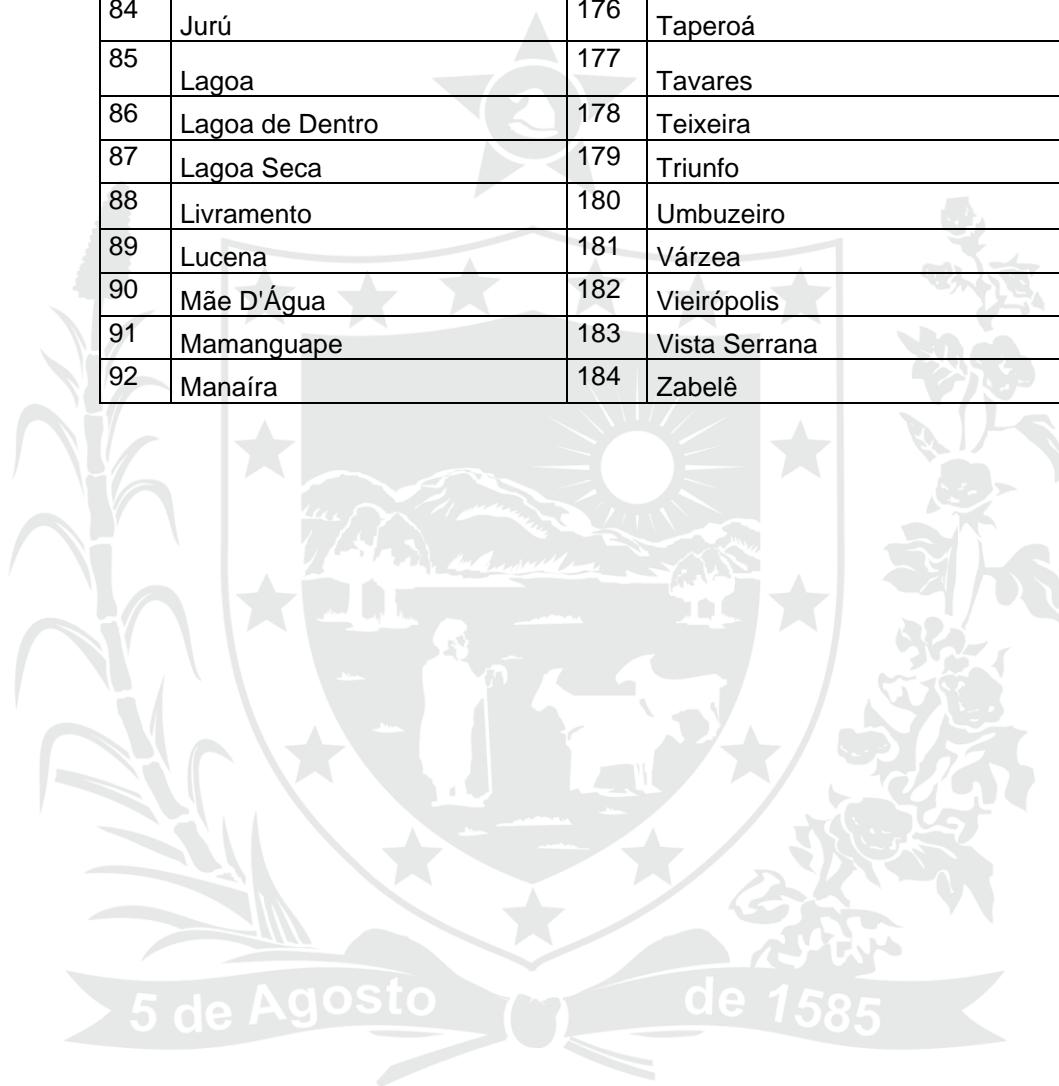 84 Jurú 176 Taperoá
85 Lagoa 177 Tavares
86 Lagoa de Dentro 178 Teixeira
87 Lagoa Seca 179 Triunfo
88 Livramento 180 Umbuzeiro
89 Lucena 181 Várzea
90 Mãe D'Água 182 Vieirópolis
91 Mamanguape 183 Vista Serrana
92 Manaíra 184 Zabelê
5 de Agosto de 1585